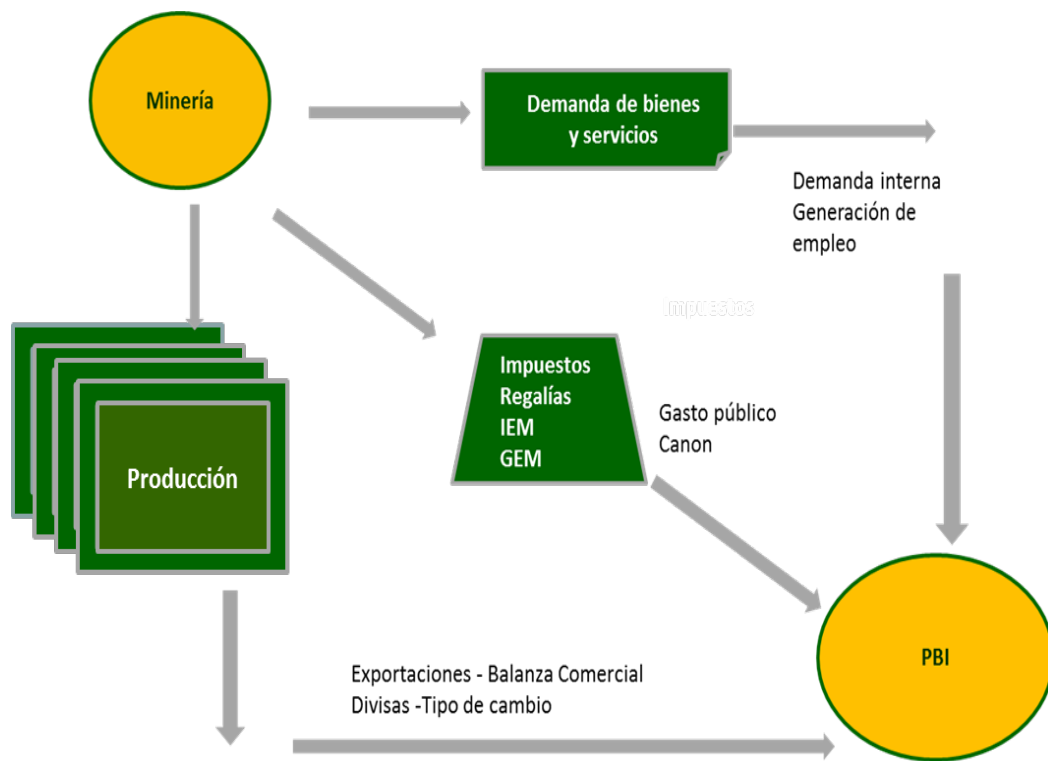 Minería
Demanda de bienes
y servicios
Demanda interna
Generación de
empleo
Impuestos
Impuestos
Regalías
IEM
GEM
Gasto público
Canon
Producción
PBI
Exportaciones - Balanza Comercial
Divisas -Tipo de cambio